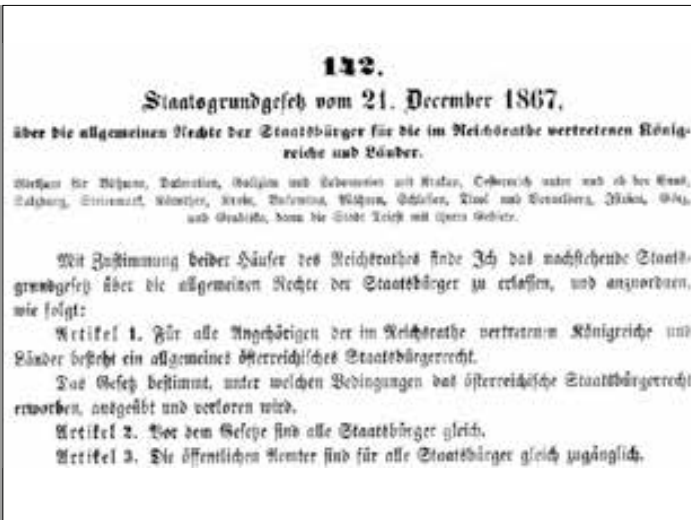 142.
Staatsgrundgesetz vom 21. December 1867,
über die allgemeinen Rechte der Staatsbürger für die im Reichsrathe vertretenen König-
reiche und Länder.
Wirksam für Böhmen, Dalmatien, Galizien und Lodomerien mit Krakau, Oesterreich unter und ob der Enns,
Salzburg, Steiermark, Kärnthen, Krain, Bukowina, Mähren, Schlesien, Tirol und Vorarlberg, Istrien, Görz,
und Gradiska, dann die Stadt Triest mit ihrem Gebiete.
Mit Zustimmung beider Häuser des Reichsrathes finde Ich das nachstehende Staats-
grundgesetz über die allgemeinen Rechte der Staatsbürger zu erlassen, und anzuordnen,
wie folgt:
Artikel 1. Für alle Angehörigen der im Reichsrathe vertretenen Königreiche und
Länder besteht ein allgemeines österreichisches Staatsbürgerrecht.
Das Gesetz bestimmt, unter welchen Bedingungen das österreichische Staatsbürgerrecht
erworben, ausgeübt und verloren wird.
Artikel 2. Vor dem Gesetze sind alle Staatsbürger gleich.
Artikel 3. Die öffentlichen Aemter sind für alle Staatsbürger gleich zugänglich.